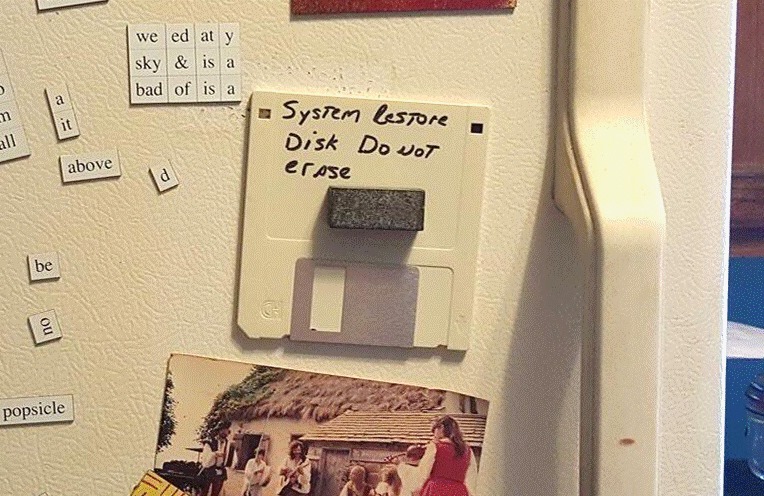 we ed at y
sky & is a
bad of is a
a
it
all
above
d
System Restore
Disk Do NOT
erase
be
no
popsicle